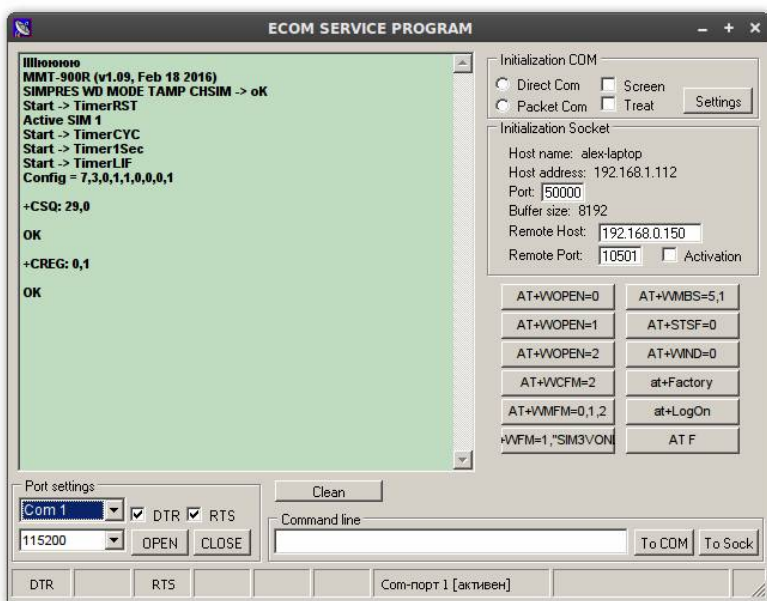 ECOM SERVICE PROGRAM
MMT-900R (v1.09, Feb 18 2016)
SIMPRES WD MODE TAMP CHSIM -> oK
Start -> TimerRST
Active SIM 1
Start -> TimerCYC
Start -> Timer1Sec
Start -> TimerLIF
Config = 7,3,0,1,1,0,0,0,1
+CSQ: 29,0
OK
+CREG: 0,1
OK
Initialization COM
Direct Com Screen
Packet Com Treat Settings
Initialization Socket
Host name: alex-laptop
Host address: 192.168.1.112
Port: 50000
Buffer size: 8192
Remote Host: 192.168.0.150
Remote Port: 10501 Activation
AT+WOPEN=0 AT+WMBS=5,1
AT+WOPEN=1 AT+STSF=0
AT+WOPEN=2 AT+WIND=0
AT+WCFM=2 at+Factory
AT+WMFM=0,1,2 at+LogOn
+WFM=1,"SIM3VONL AT F
Port settings
Com 1 DTR RTS
115200 OPEN CLOSE
Clean
Command line
To COM To Sock
DTR RTS Com-порт 1 [активен]